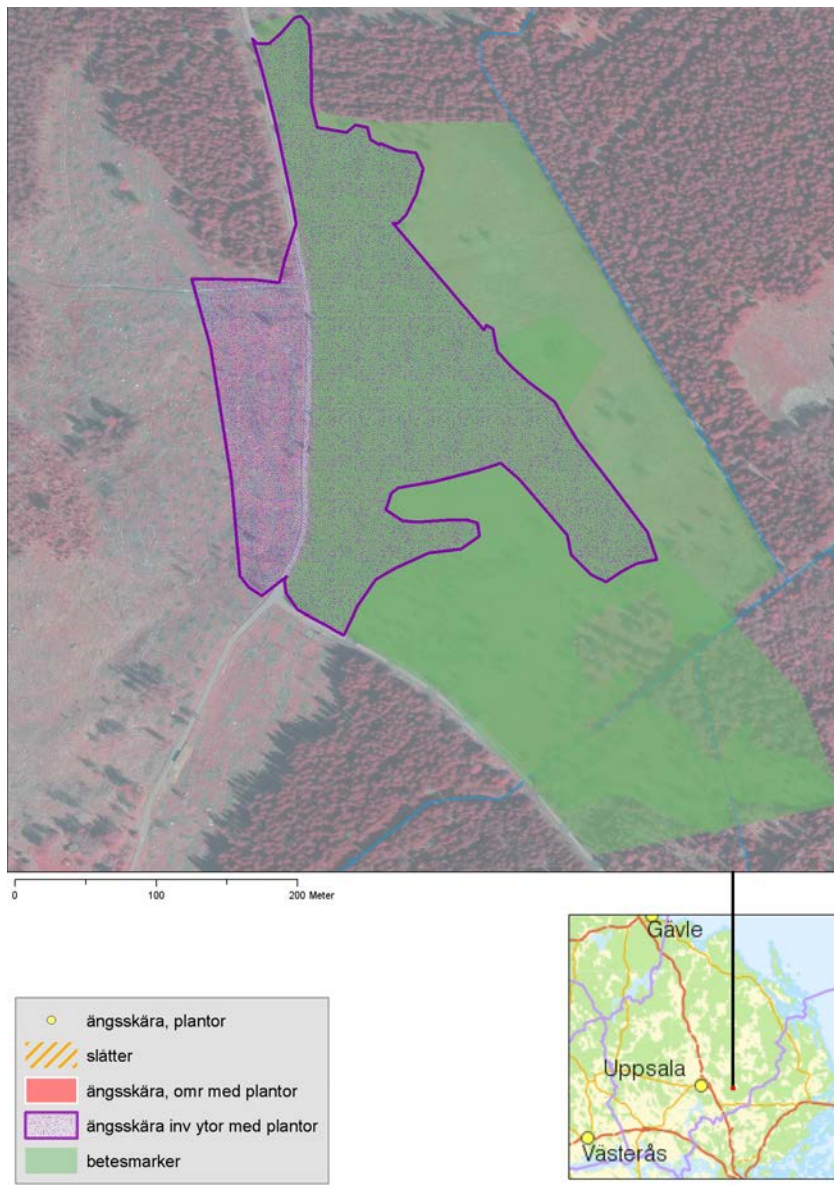 0 100 200 Meter
Gävle
Uppsala
Västerås
ängsskära, plantor
slåtter
ängsskära, omr med plantor
ängsskära inv ytor med plantor
betesmarker